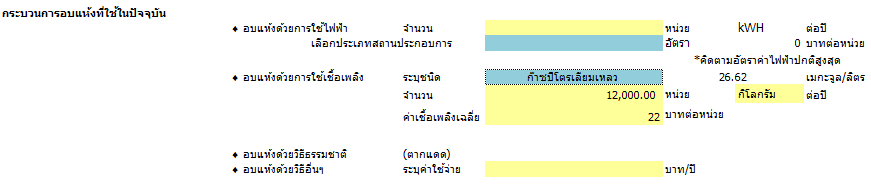 กระบวนการอบแห้งที่ใช้ในปัจจุบัน
♦ อบแห้งด้วยการใช้ไฟฟ้า จำนวน หน่วย kWH ต่อปี
เลือกประเภทสถานประกอบการ อัตรา 0 บาทต่อหน่วย
*คิดตามอัตราค่าไฟฟ้าปกติสูงสุด
♦ อบแห้งด้วยการใช้เชื้อเพลิง ระบุชนิด ก๊าซปิโตรเลียมเหลว 26.62 เมกะจูล/ลิตร
จำนวน 12,000.00 หน่วย กิโลกรัม ต่อปี
ค่าเชื้อเพลิงเฉลี่ย 22 บาทต่อหน่วย
♦ อบแห้งด้วยวิธีธรรมชาติ (ตากแดด)
♦ อบแห้งด้วยวิธีอื่นๆ ระบุค่าใช้จ่าย บาท/ปี